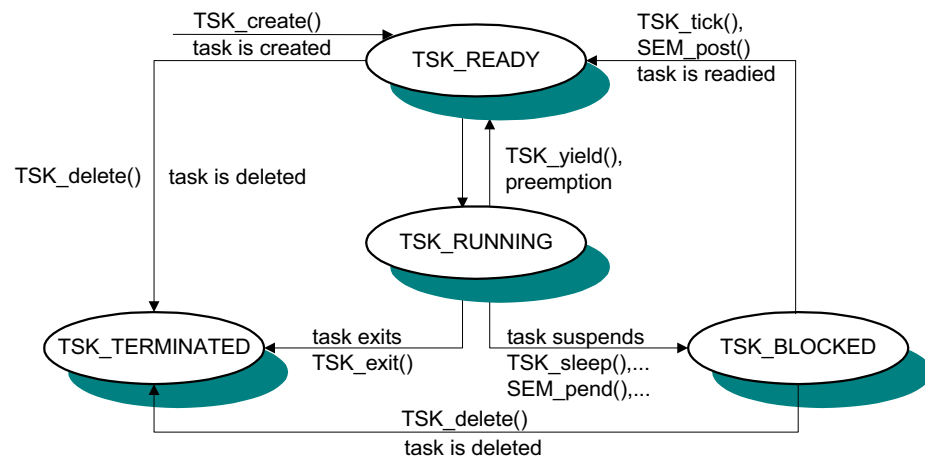 TSK_create()
task is created
TSK_READY
TSK_tick(),
SEM_post()
task is readied
TSK_delete()
task is deleted
TSK_yield(),
preemption
TSK_RUNNING
TSK_TERMINATED
task exits
TSK_exit()
task suspends
TSK_sleep(),...
SEM_pend(),...
TSK_BLOCKED
TSK_delete()
task is deleted